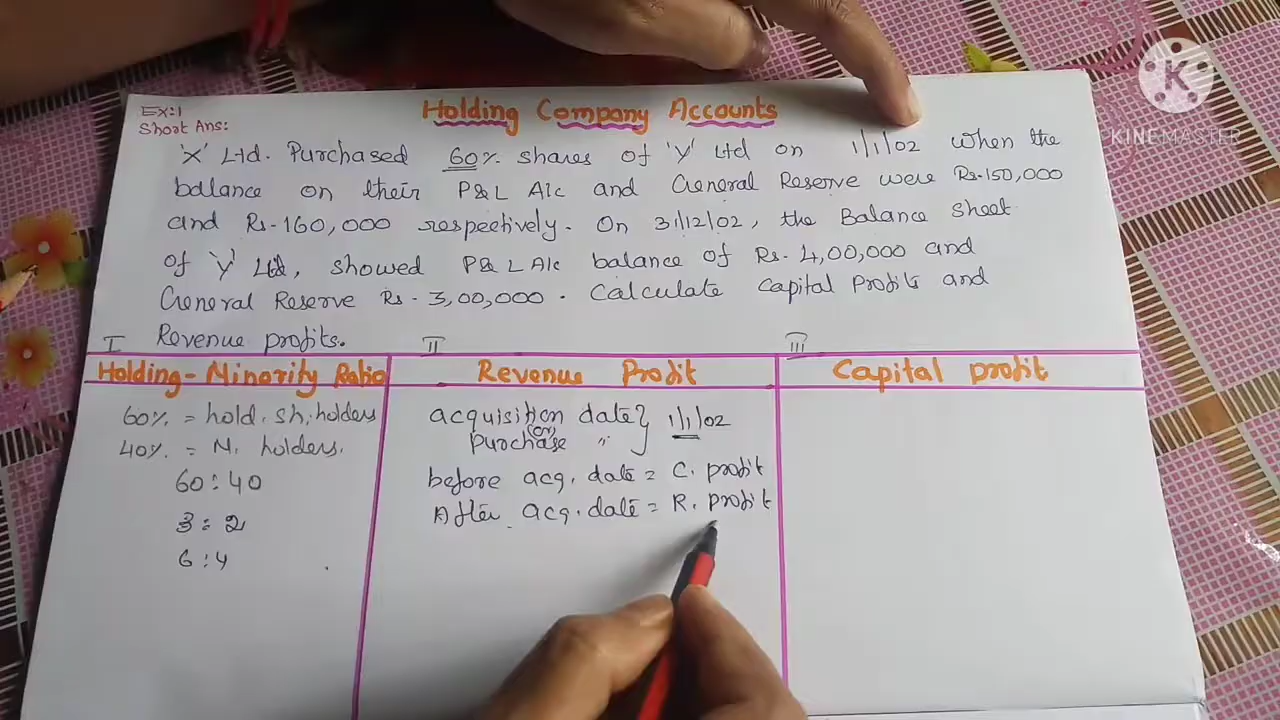 Ex:1
Short Ans:
Holding Company Accounts
'X' Ltd. Purchased 60% shares of 'Y' Ltd on 1/1/02 when the
balance on their P&L A/c and General Reserve were Rs.150,000
and Rs.160,000 respectively. On 31/12/02, the Balance sheet
of 'Y' Ltd, showed P&L A/c balance of Rs. 4,00,000 and
General Reserve Rs. 3,00,000. Calculate Capital Profits and
Revenue profits.
I
II
III
Holding-Minority Ratio
Revenue Profit
Capital profit
60% = hold. sh. holders
40% = M. holders.
60:40
3:2
6:4
acquisition date} 1/1/02
(or)
Purchase "
before acq. date = C. profit
After acq. date = R. profit
K
KINEMASTER